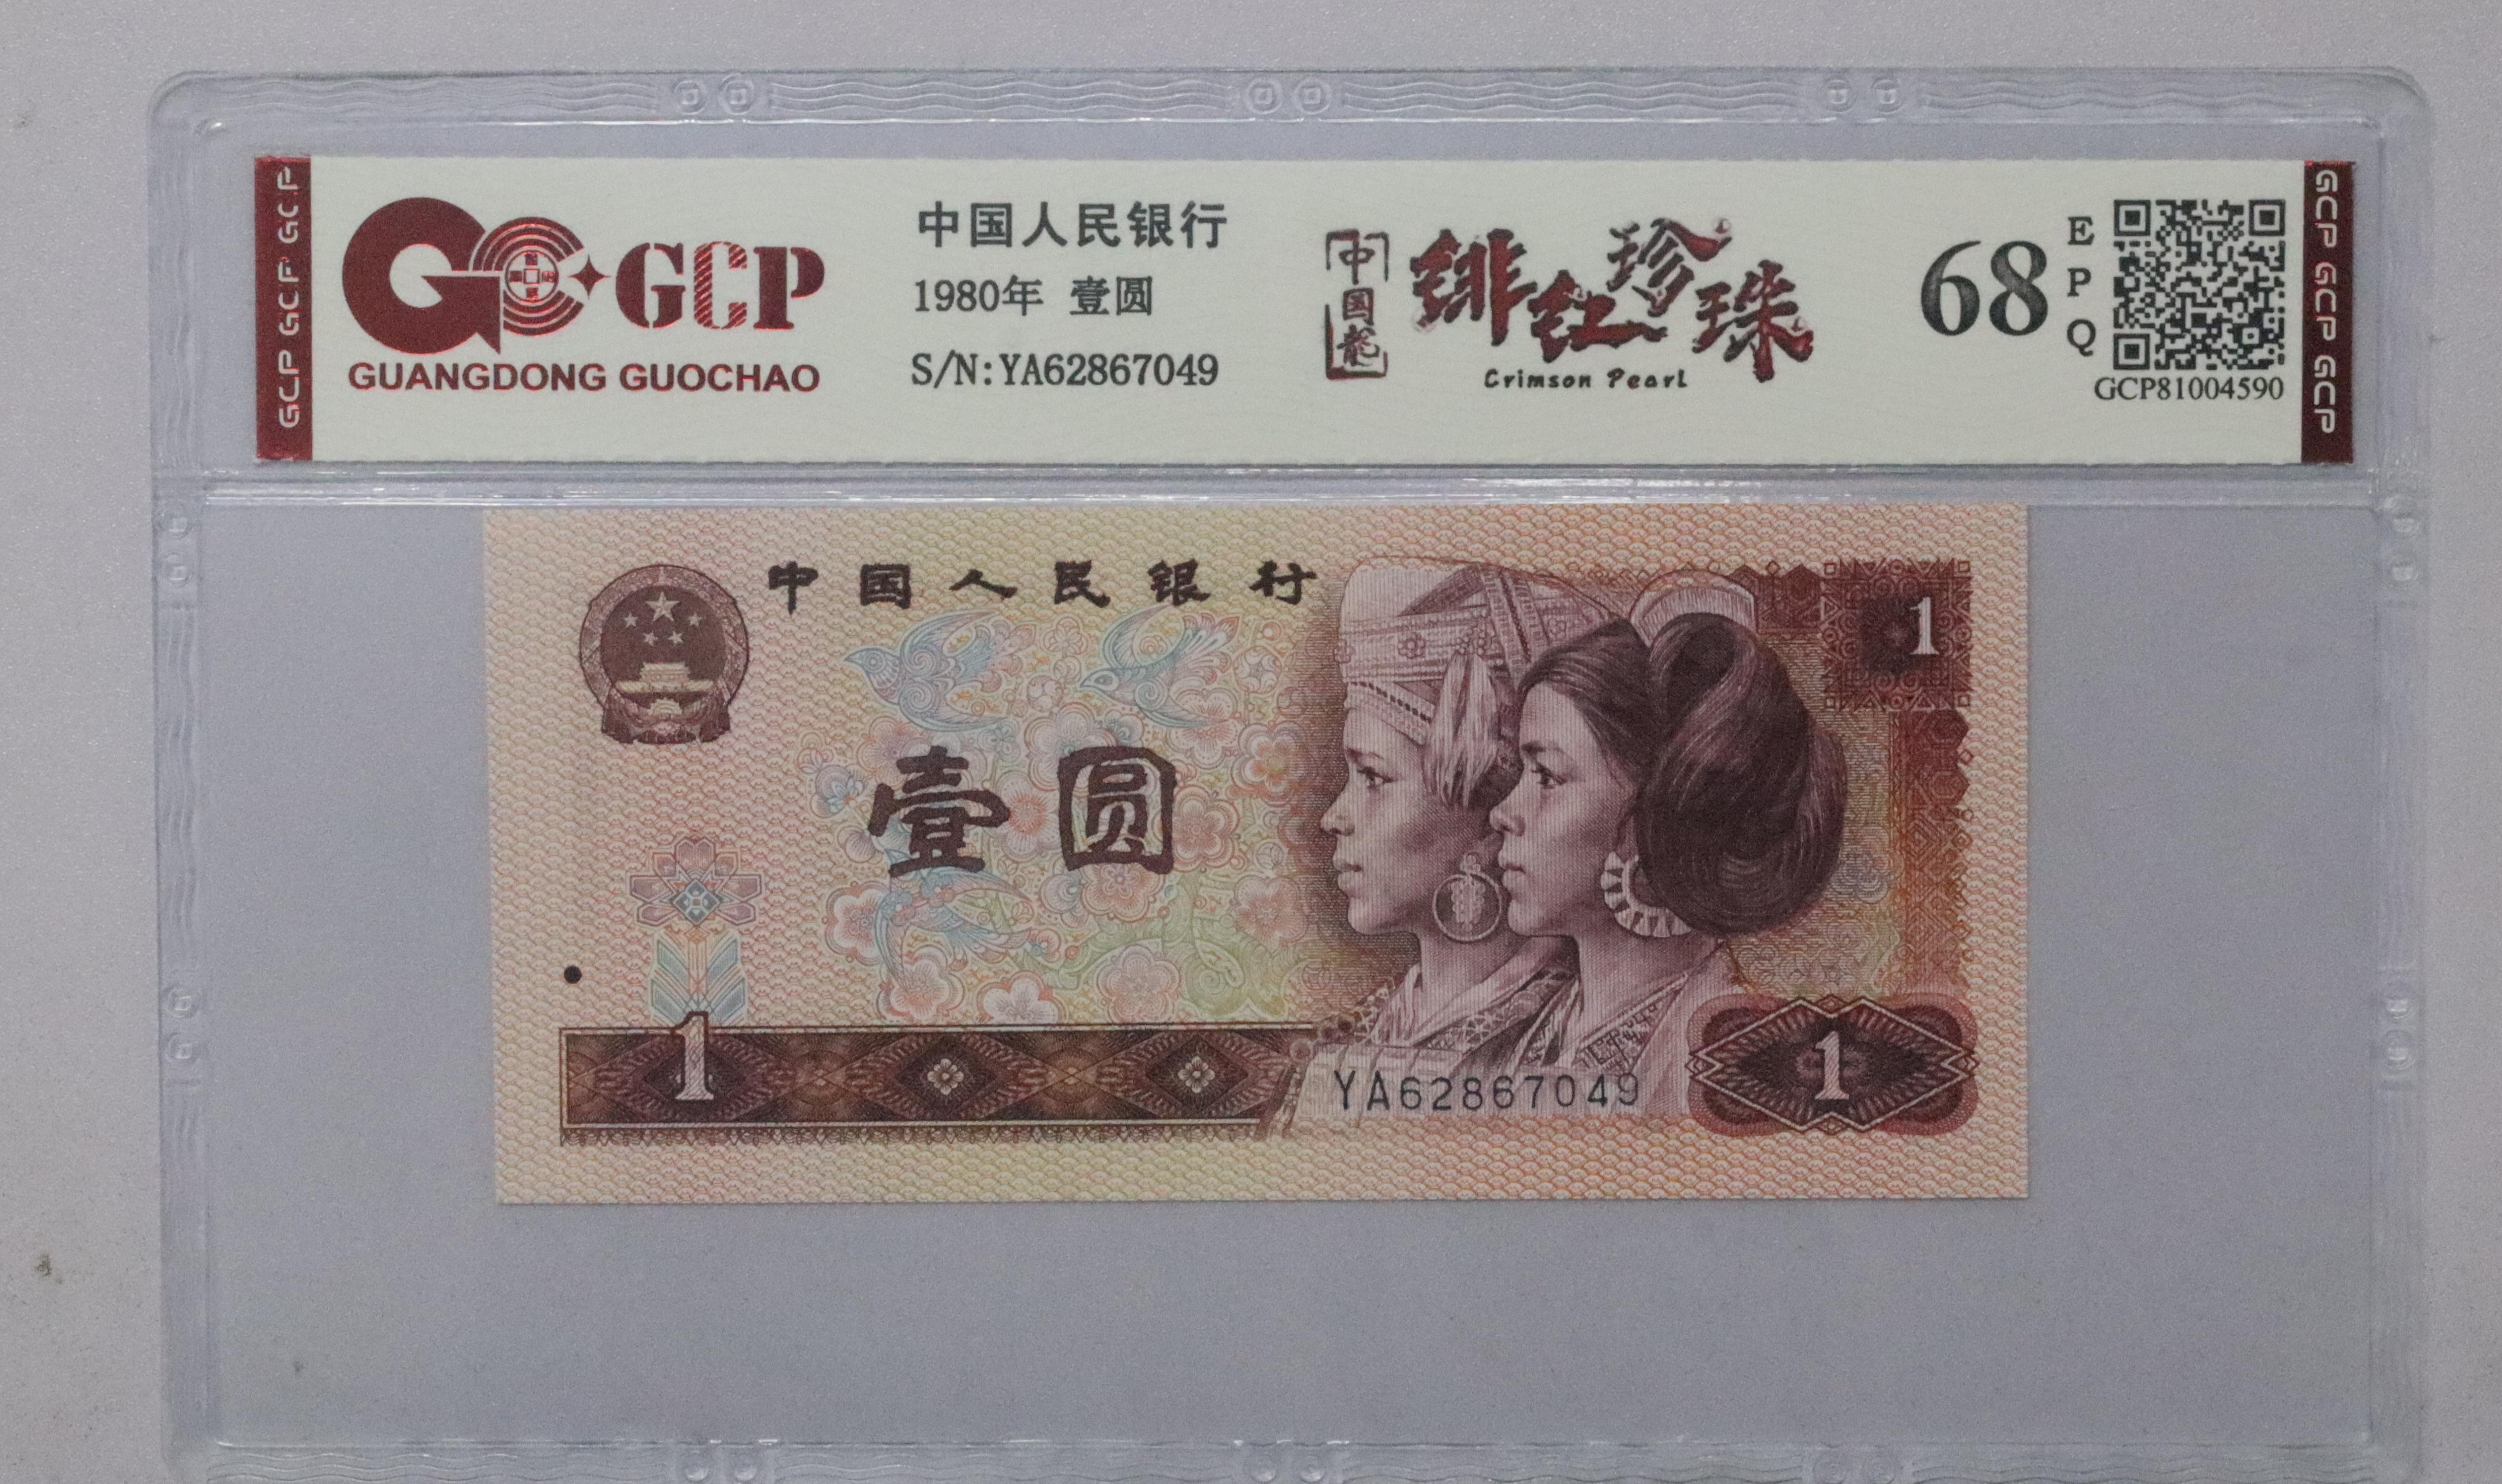 GCP GCP GCP
GCP
GUANGDONG GUOCHAO
中国人民银行
1980年 壹圆
S/N:YA62867049
中国龍
绯红珍珠
Crimson Pearl
68
EPQ
GCP81004590
GCP GCP GCP
中国人民银行
1
壹圆
1
YA62867049
1